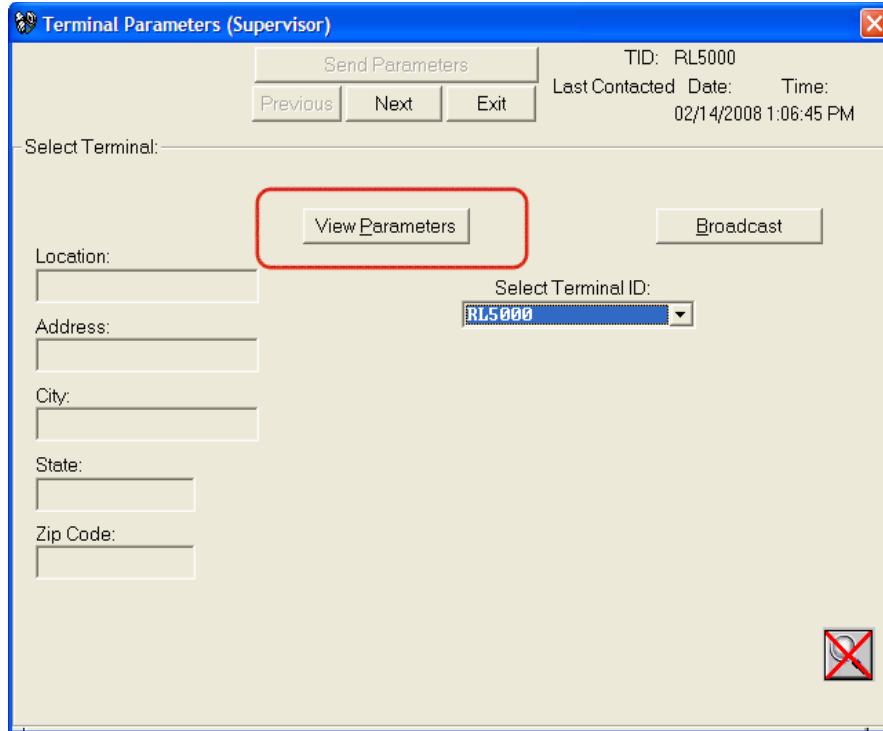 Terminal Parameters (Supervisor)
Send Parameters
Previous Next Exit
TID: RL5000
Last Contacted Date: Time:
02/14/2008 1:06:45 PM
Select Terminal:
View Parameters
Broadcast
Location:
Select Terminal ID:
RL5000
Address:
City:
State:
Zip Code: